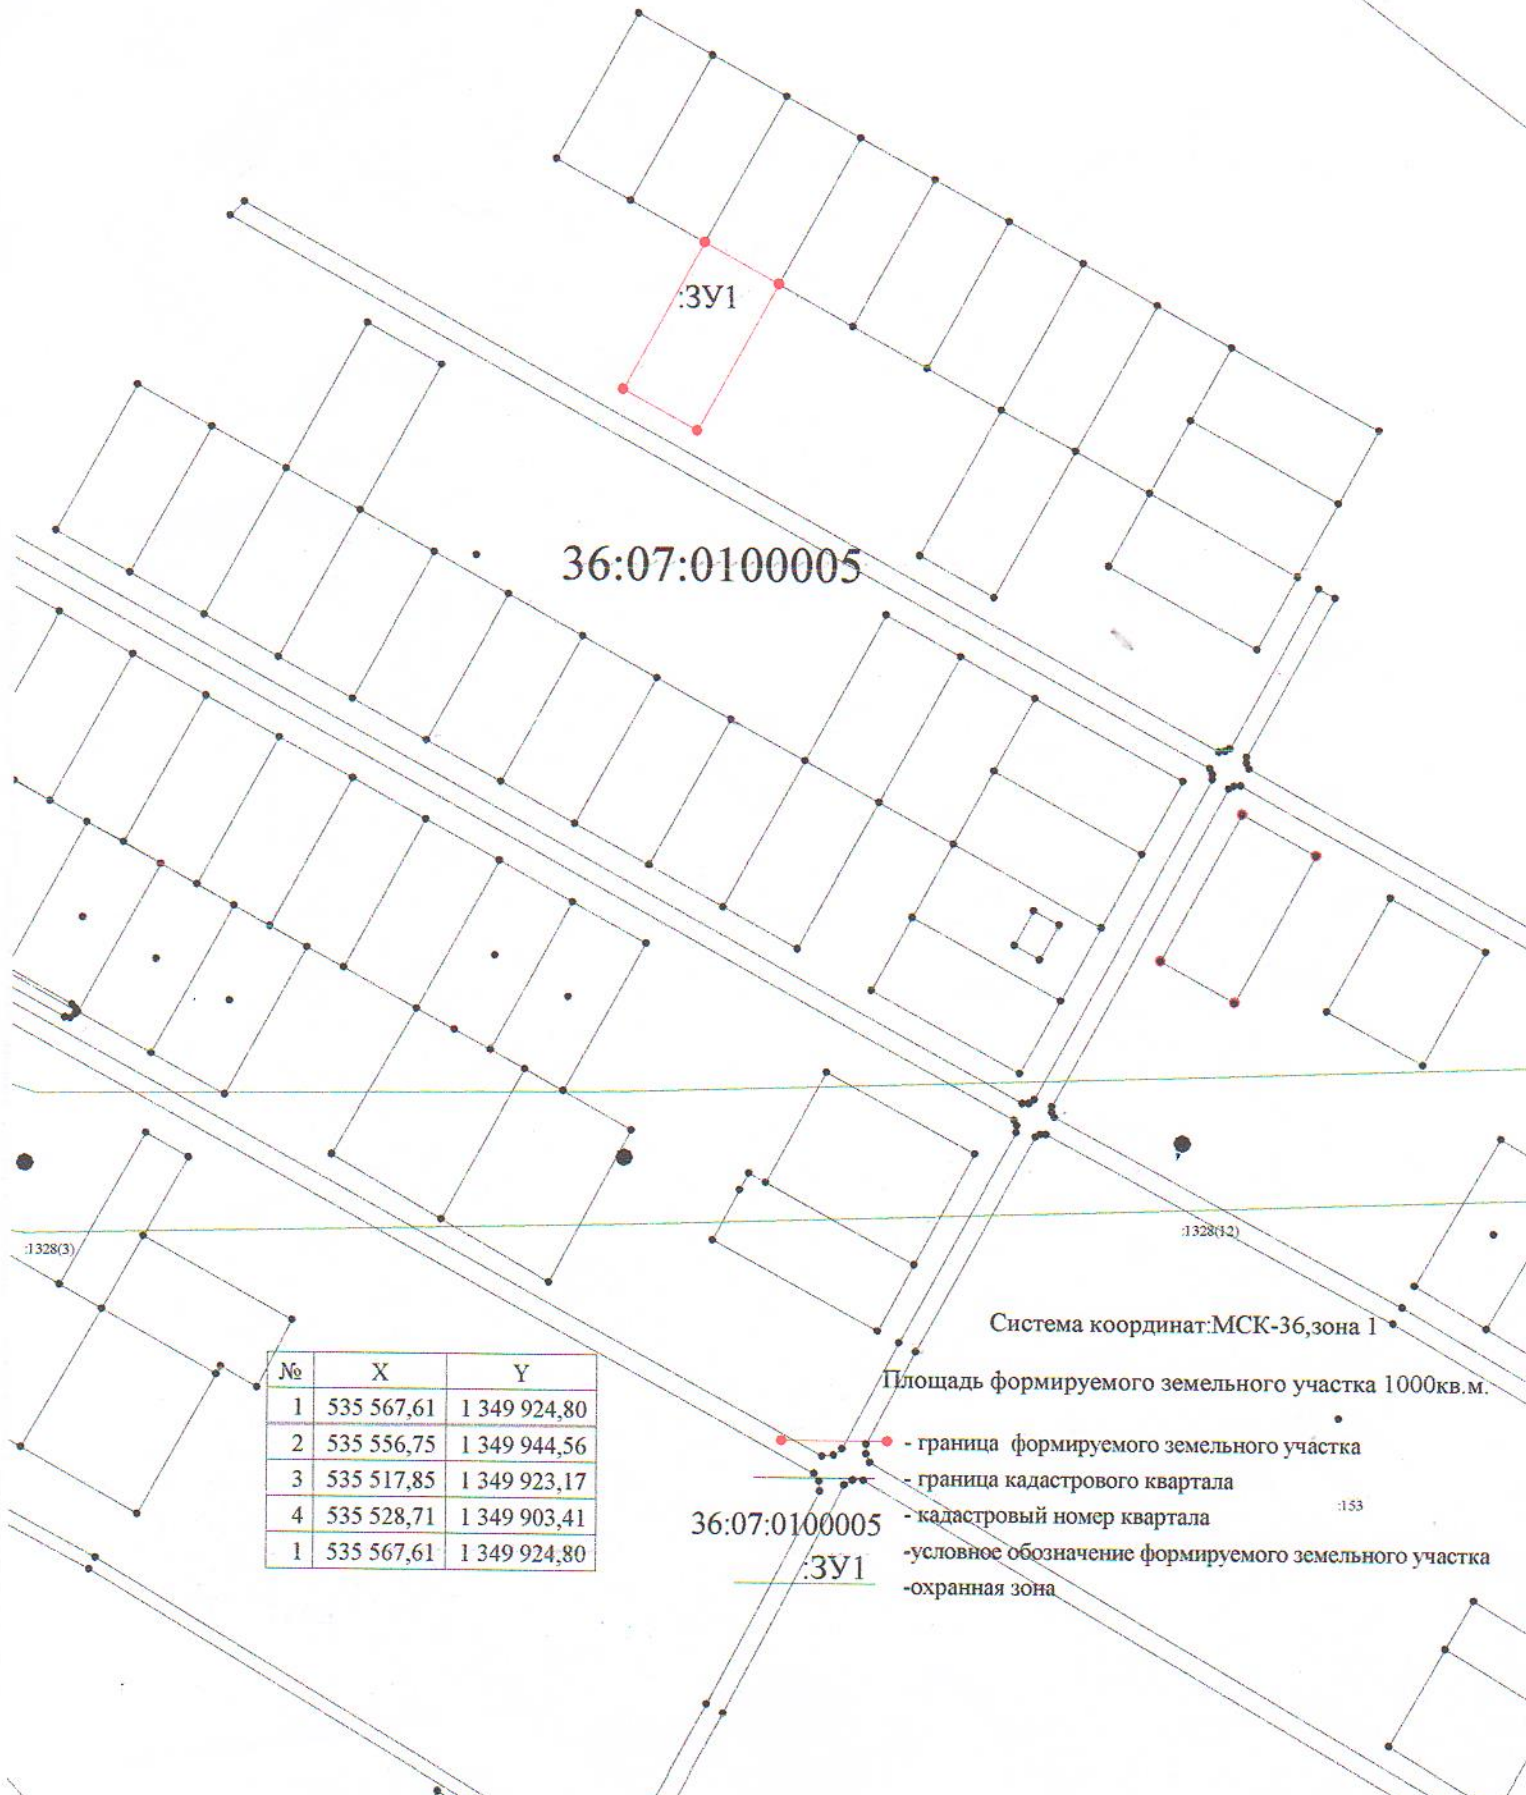 :ЗУ1
36:07:0100005
:1328(3)
:1328(12)
Система координат:МСК-36,зона 1
Площадь формируемого земельного участка 1000кв.м.
№ X Y
1 535 567,61 1 349 924,80
2 535 556,75 1 349 944,56
3 535 517,85 1 349 923,17
4 535 528,71 1 349 903,41
1 535 567,61 1 349 924,80
- граница формируемого земельного участка
- граница кадастрового квартала
:153
36:07:0100005 - кадастровый номер квартала
:ЗУ1 -условное обозначение формируемого земельного участка
-охранная зона